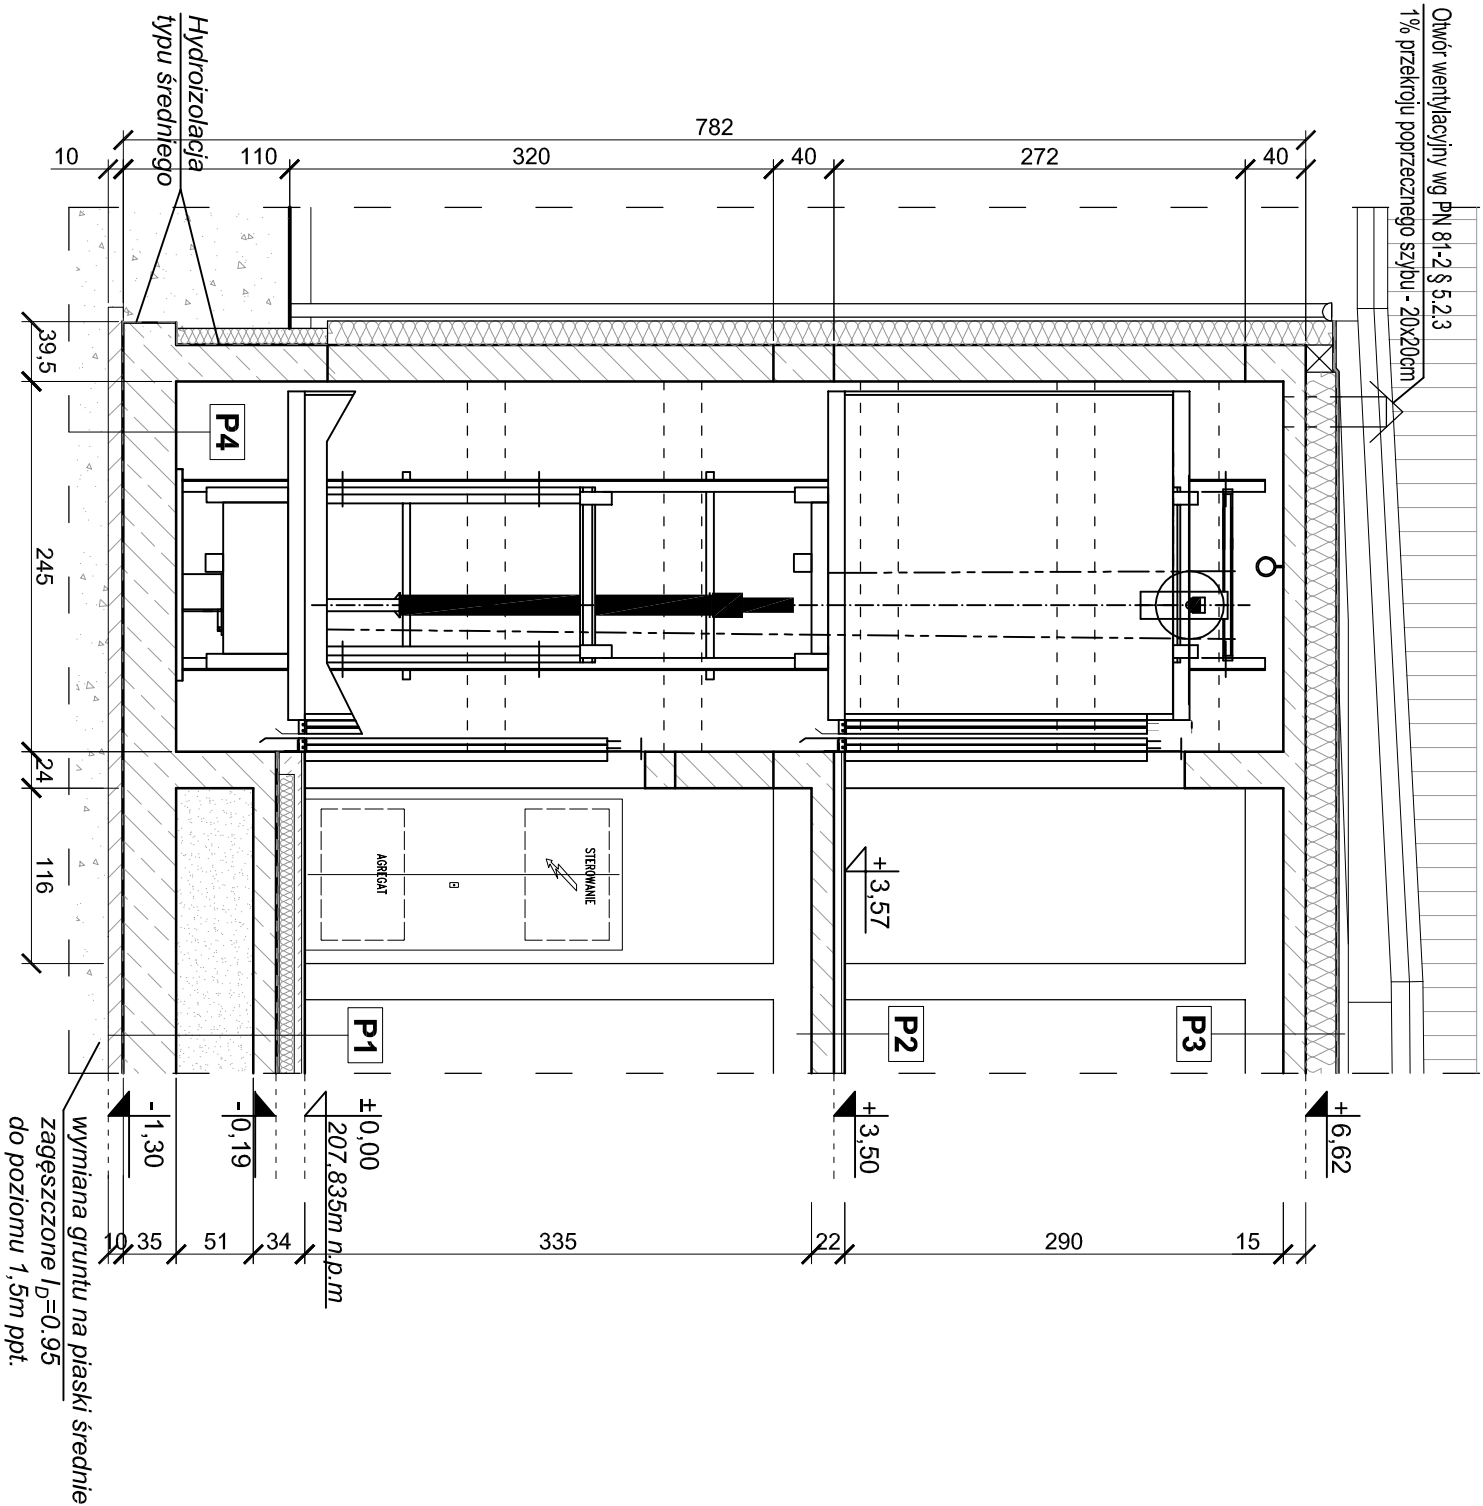 Otwór wentylacyjny wg PN 81-2 § 5.2.3
1% przekroju poprzecznego szybu - 20x20cm
Hydroizolacja
typu średniego
782
10
110
320
40
272
40
39,5
245
24
116
P4
STEROWANIE
AGREGAT
+3,57
P1
P2
P3
-1,30
-0,19
±0,00
207,835m n.p.m
+3,50
+6,62
10
35
51
34
335
22
290
15
wymiana gruntu na piaski średnie
zagęszczone ID=0.95
do poziomu 1,5m ppt.